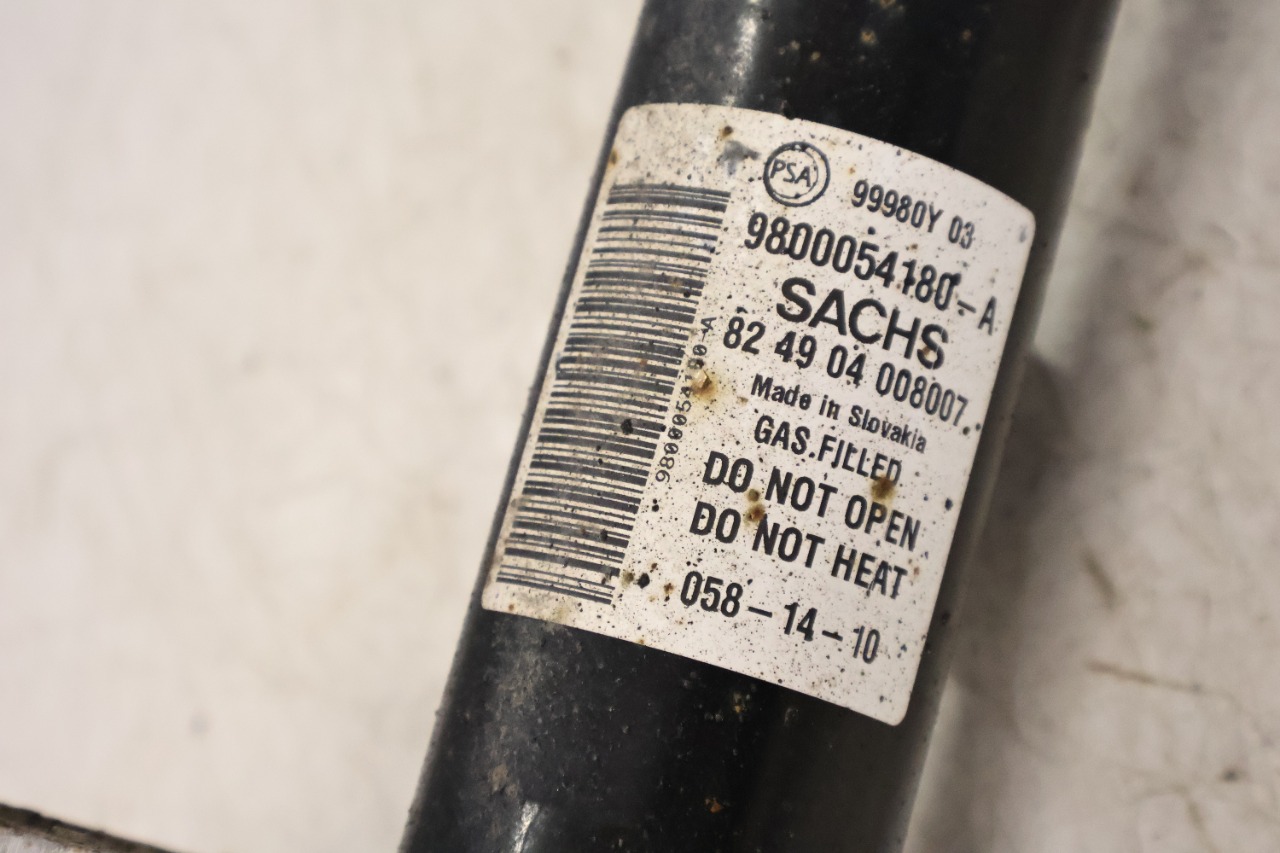 PSA
99980Y 03
9800054180-A
SACHS
82 49 04 008007
Made in Slovakia
GAS FILLED
DO NOT OPEN
DO NOT HEAT
058-14-10
9800054180-A